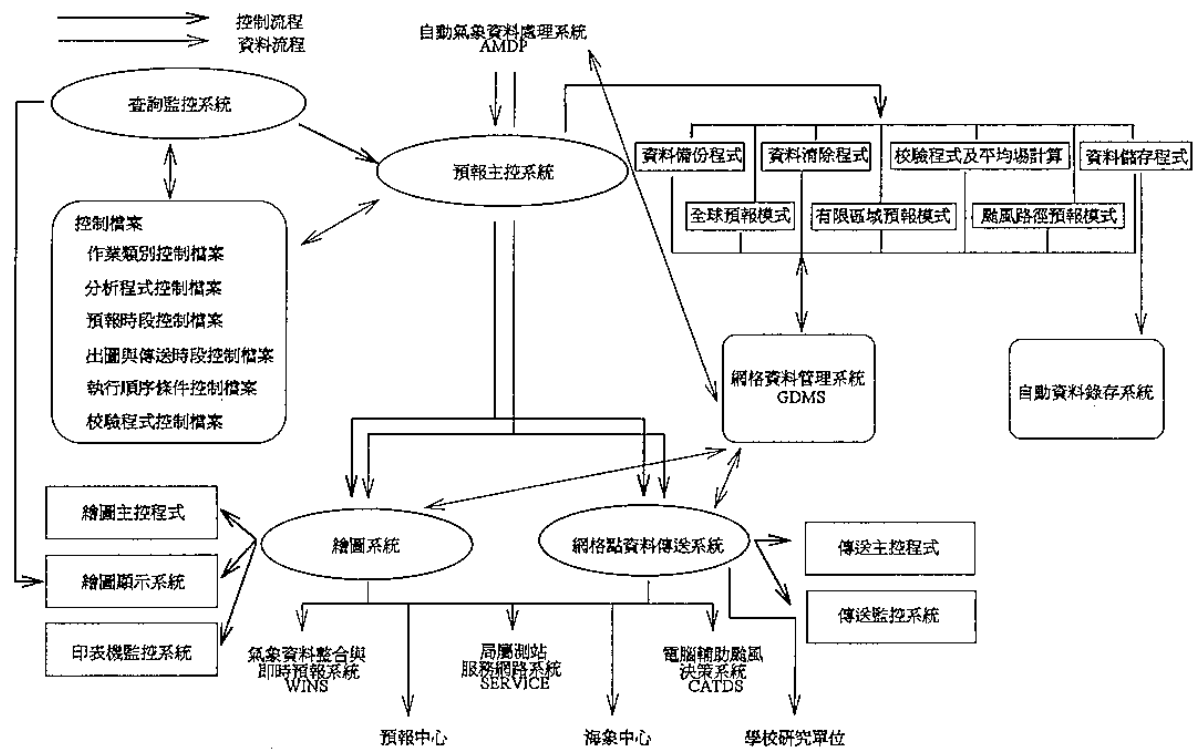 控制流程
資料流程
自動氣象資料處理系統
AMDP
查詢監控系統
預報主控系統
資料備份程式
資料清除程式
校驗程式及平均場計算
資料儲存程式
全球預報模式
有限區域預報模式
颱風路徑預報模式
控制檔案
作業類別控制檔案
分析程式控制檔案
預報時段控制檔案
出圖與傳送時段控制檔案
執行順序條件控制檔案
校驗程式控制檔案
網格資料管理系統
GDMS
自動資料錄存系統
繪圖主控程式
繪圖顯示系統
印表機監控系統
繪圖系統
網格點資料傳送系統
傳送主控程式
傳送監控系統
氣象資料整合與
即時預報系統
WINS
局屬測站
服務網路系統
SERVICE
電腦輔助颱風
決策系統
CATDS
預報中心
海象中心
學校研究單位